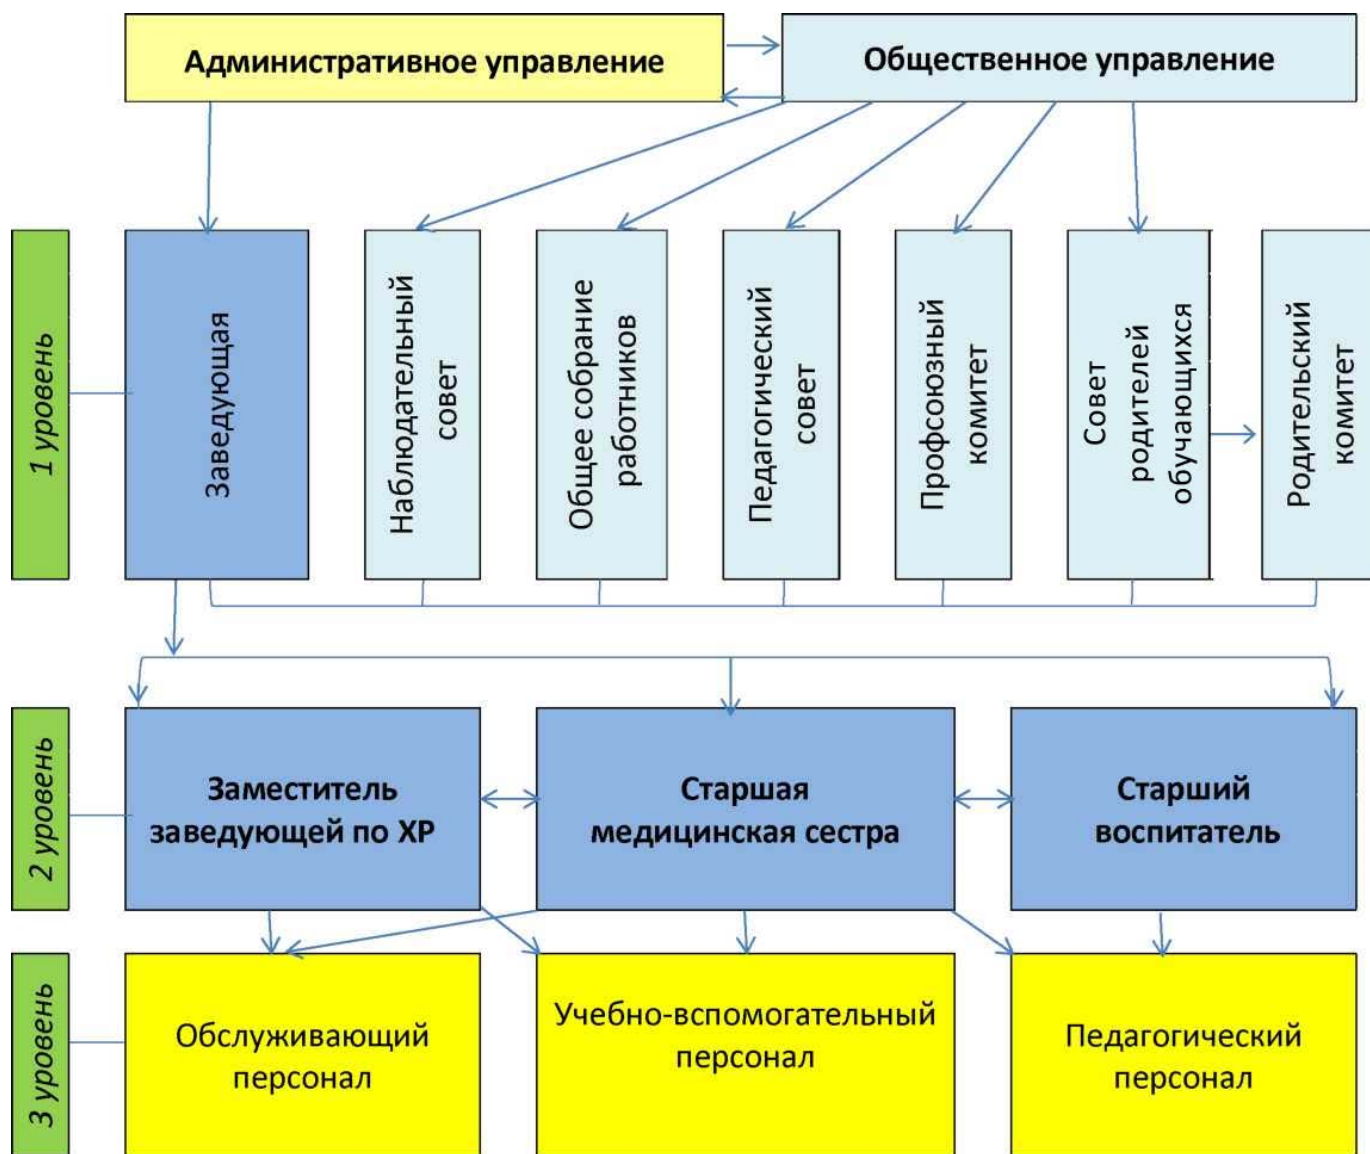 Административное управление
Общественное управление
1 уровень
Заведующая
Наблюдательный
совет
Общее собрание
работников
Педагогический
совет
Профсоюзный
комитет
Совет
родителей
обучающихся
Родительский
комитет
2 уровень
Заместитель
заведующей по ХР
Старшая
медицинская сестра
Старший
воспитатель
3 уровень
Обслуживающий
персонал
Учебно-вспомогательный
персонал
Педагогический
персонал